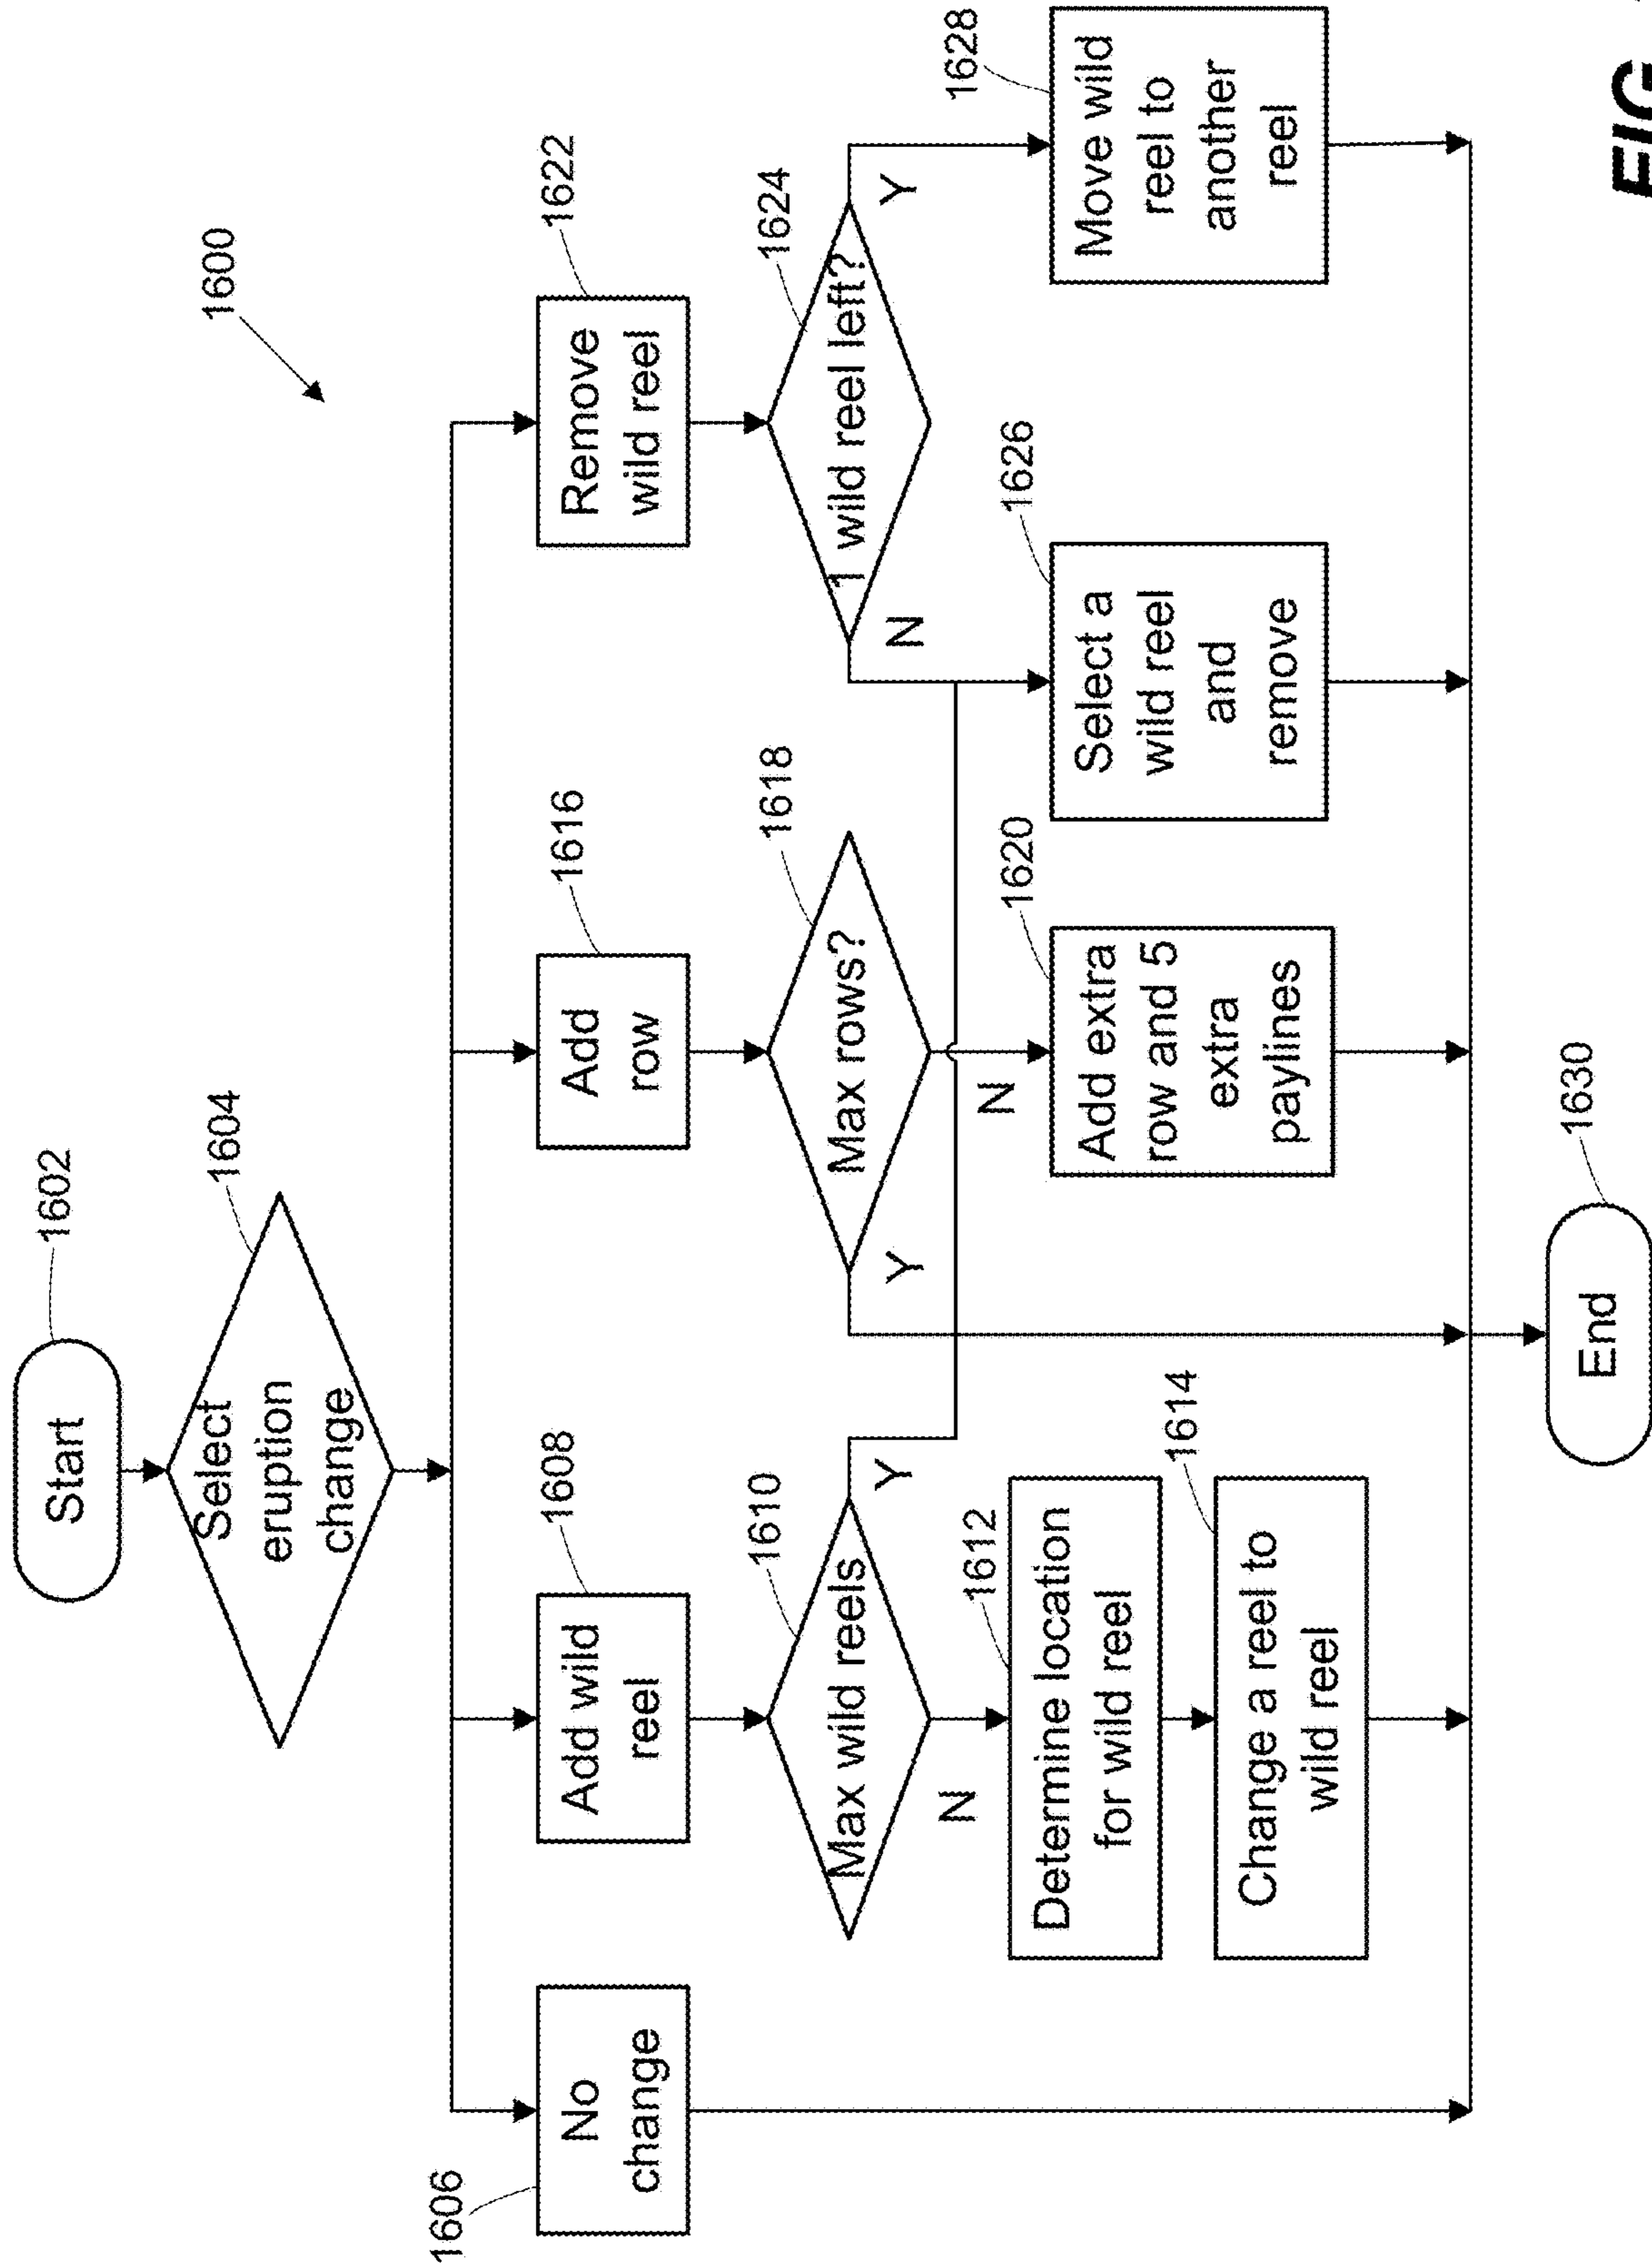 1600
Start
1602
Select
eruption
change
1604
No
change
1606
Add wild
reel
1608
Add
row
1616
Remove
wild reel
1622
Max wild reels
1610
Y
N
Max rows?
1618
Y
N
1 wild reel left?
1624
N
Y
Determine location
for wild reel
1612
Change a reel to
wild reel
1614
Add extra
row and 5
extra
paylines
1620
Select a
wild reel
and
remove
1626
Move wild
reel to
another
reel
1628
End
1630
FIG